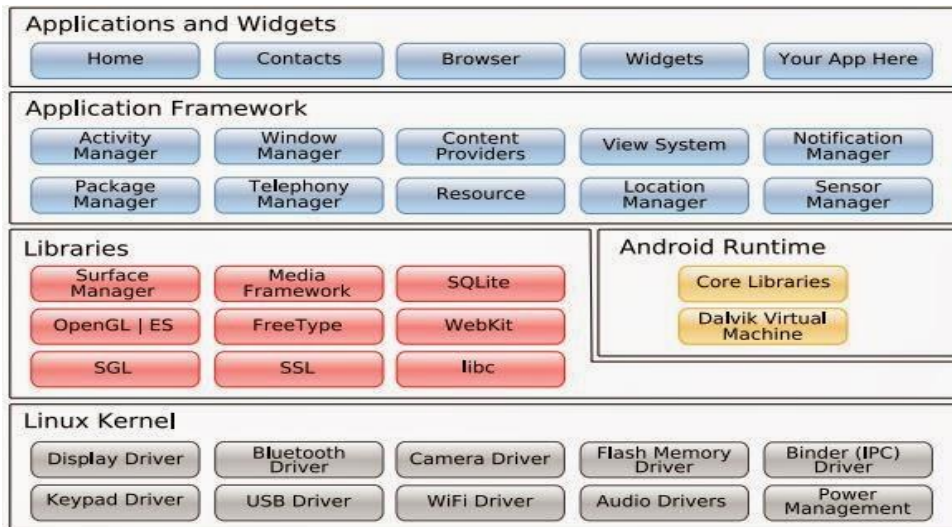 Applications and Widgets
Home
Contacts
Browser
Widgets
Your App Here
Application Framework
Activity
Manager
Window
Manager
Content
Providers
View System
Notification
Manager
Package
Manager
Telephony
Manager
Resource
Location
Manager
Sensor
Manager
Libraries
Surface
Manager
Media
Framework
SQLite
OpenGL | ES
FreeType
WebKit
SGL
SSL
libc
Android Runtime
Core Libraries
Dalvik Virtual
Machine
Linux Kernel
Display Driver
Bluetooth
Driver
Camera Driver
Flash Memory
Driver
Binder (IPC)
Driver
Keypad Driver
USB Driver
WiFi Driver
Audio Drivers
Power
Management